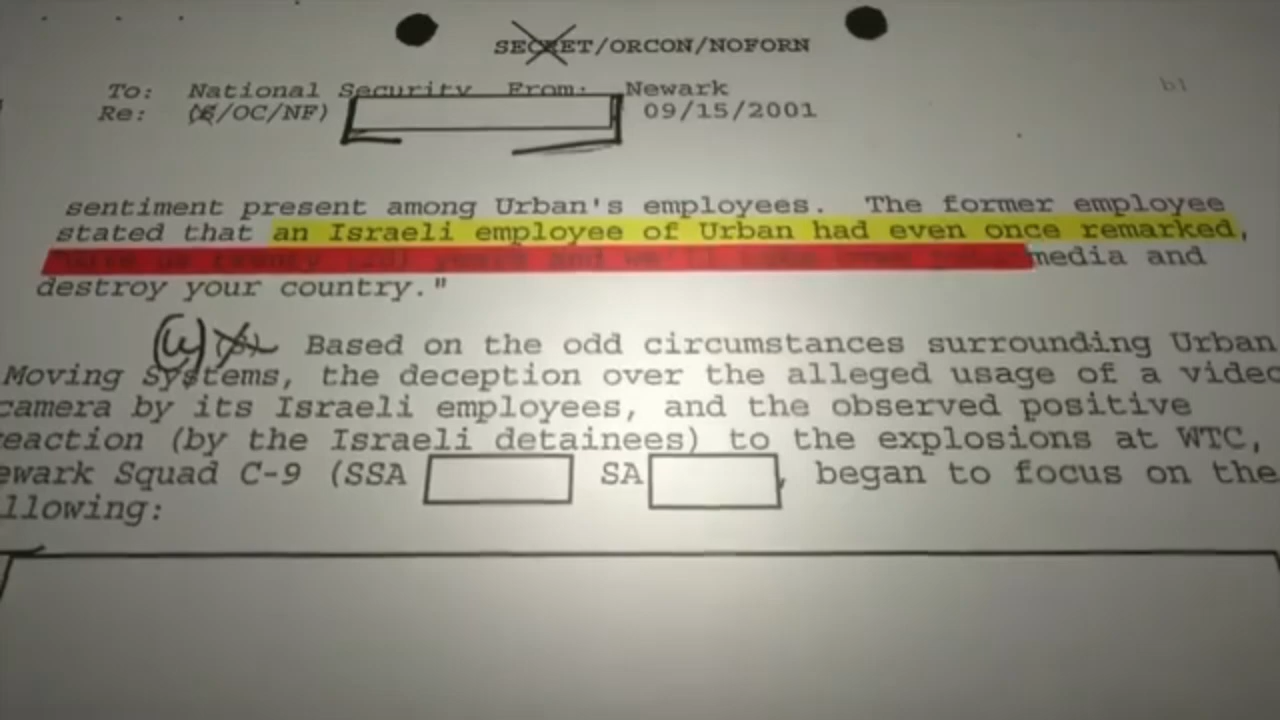 SECRET/ORCON/NOFORN
To: National Security From: Newark
Re: (S/OC/NF) 09/15/2001
b1
sentiment present among Urban's employees. The former employee
stated that an Israeli employee of Urban had even once remarked,
media and
destroy your country."
(u) (S) Based on the odd circumstances surrounding Urban
Moving Systems, the deception over the alleged usage of a video
camera by its Israeli employees, and the observed positive
reaction (by the Israeli detainees) to the explosions at WTC,
ewark Squad C-9 (SSA SA , began to focus on the
llowing: